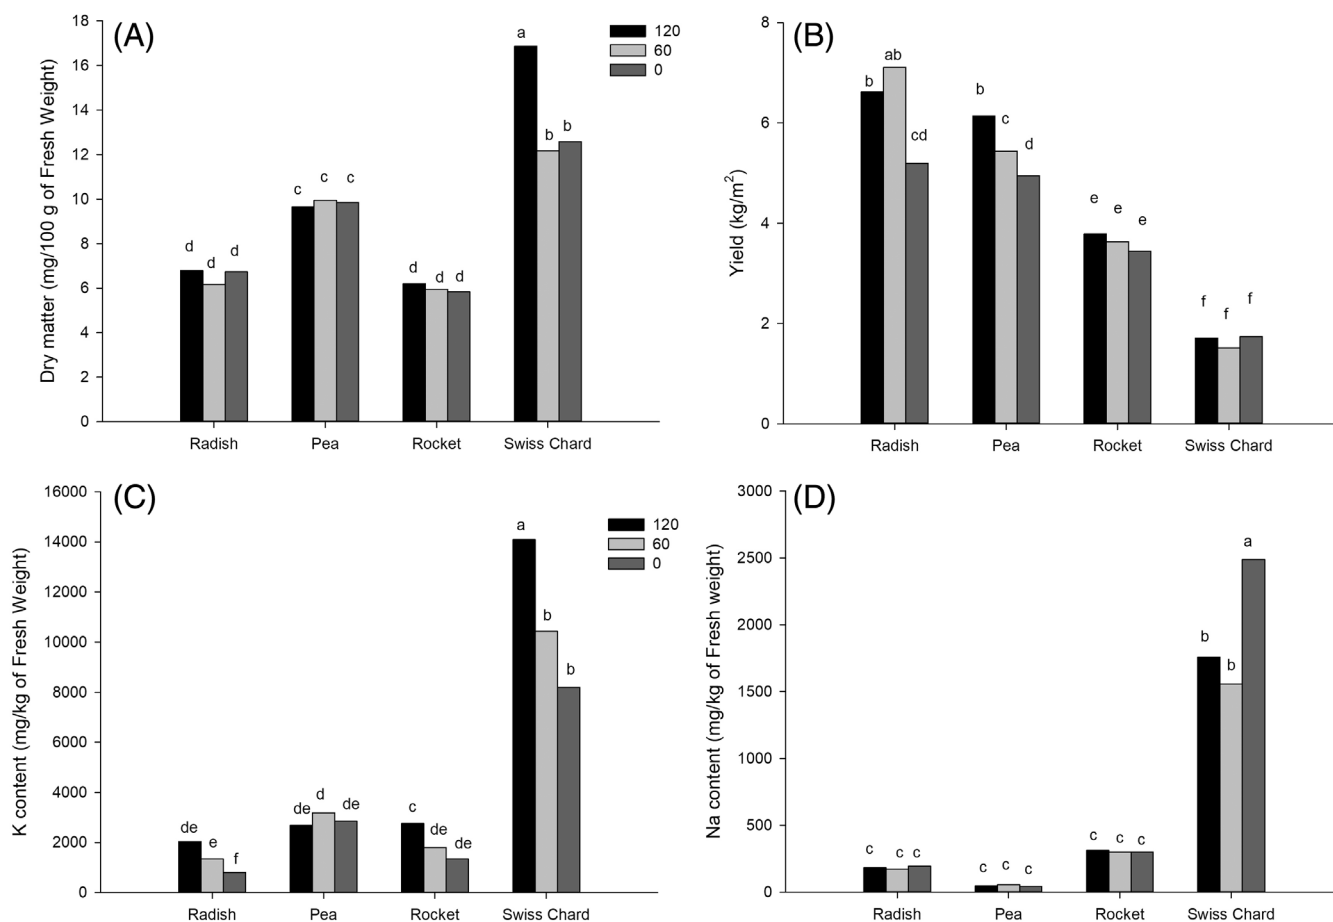 (A)
Dry matter (mg/100 g of Fresh Weight)
18
16
14
12
10
8
6
4
2
0
120
60
0
d d d
c c c
d d d
a b b
Radish Pea Rocket Swiss Chard
(B)
Yield (kg/m²)
8
6
4
2
0
b ab cd
b c d
e e e
f f f
Radish Pea Rocket Swiss Chard
(C)
K content (mg/kg of Fresh Weight)
16000
14000
12000
10000
8000
6000
4000
2000
0
120
60
0
de e f
de d de
c de de
a b b
Radish Pea Rocket Swiss Chard
(D)
Na content (mg/kg of Fresh weight)
3000
2500
2000
1500
1000
500
0
c c c
c c c
c c c
b b a
Radish Pea Rocket Swiss Chard